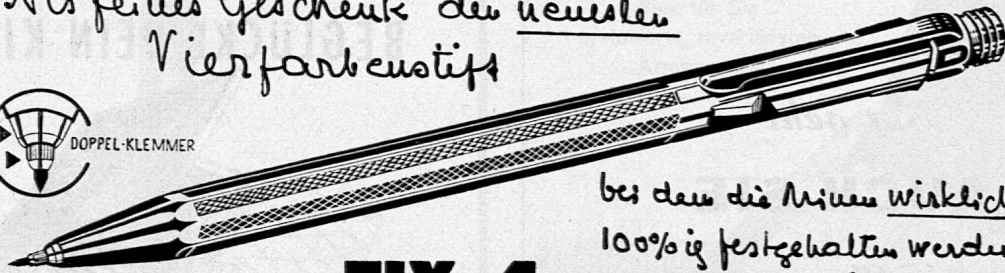 Als feines Geschenk den neuesten
Vierfarbenstift
DOPPEL-KLEMMER
bei dem die Minen wirklich
100%ig festgehalten werden